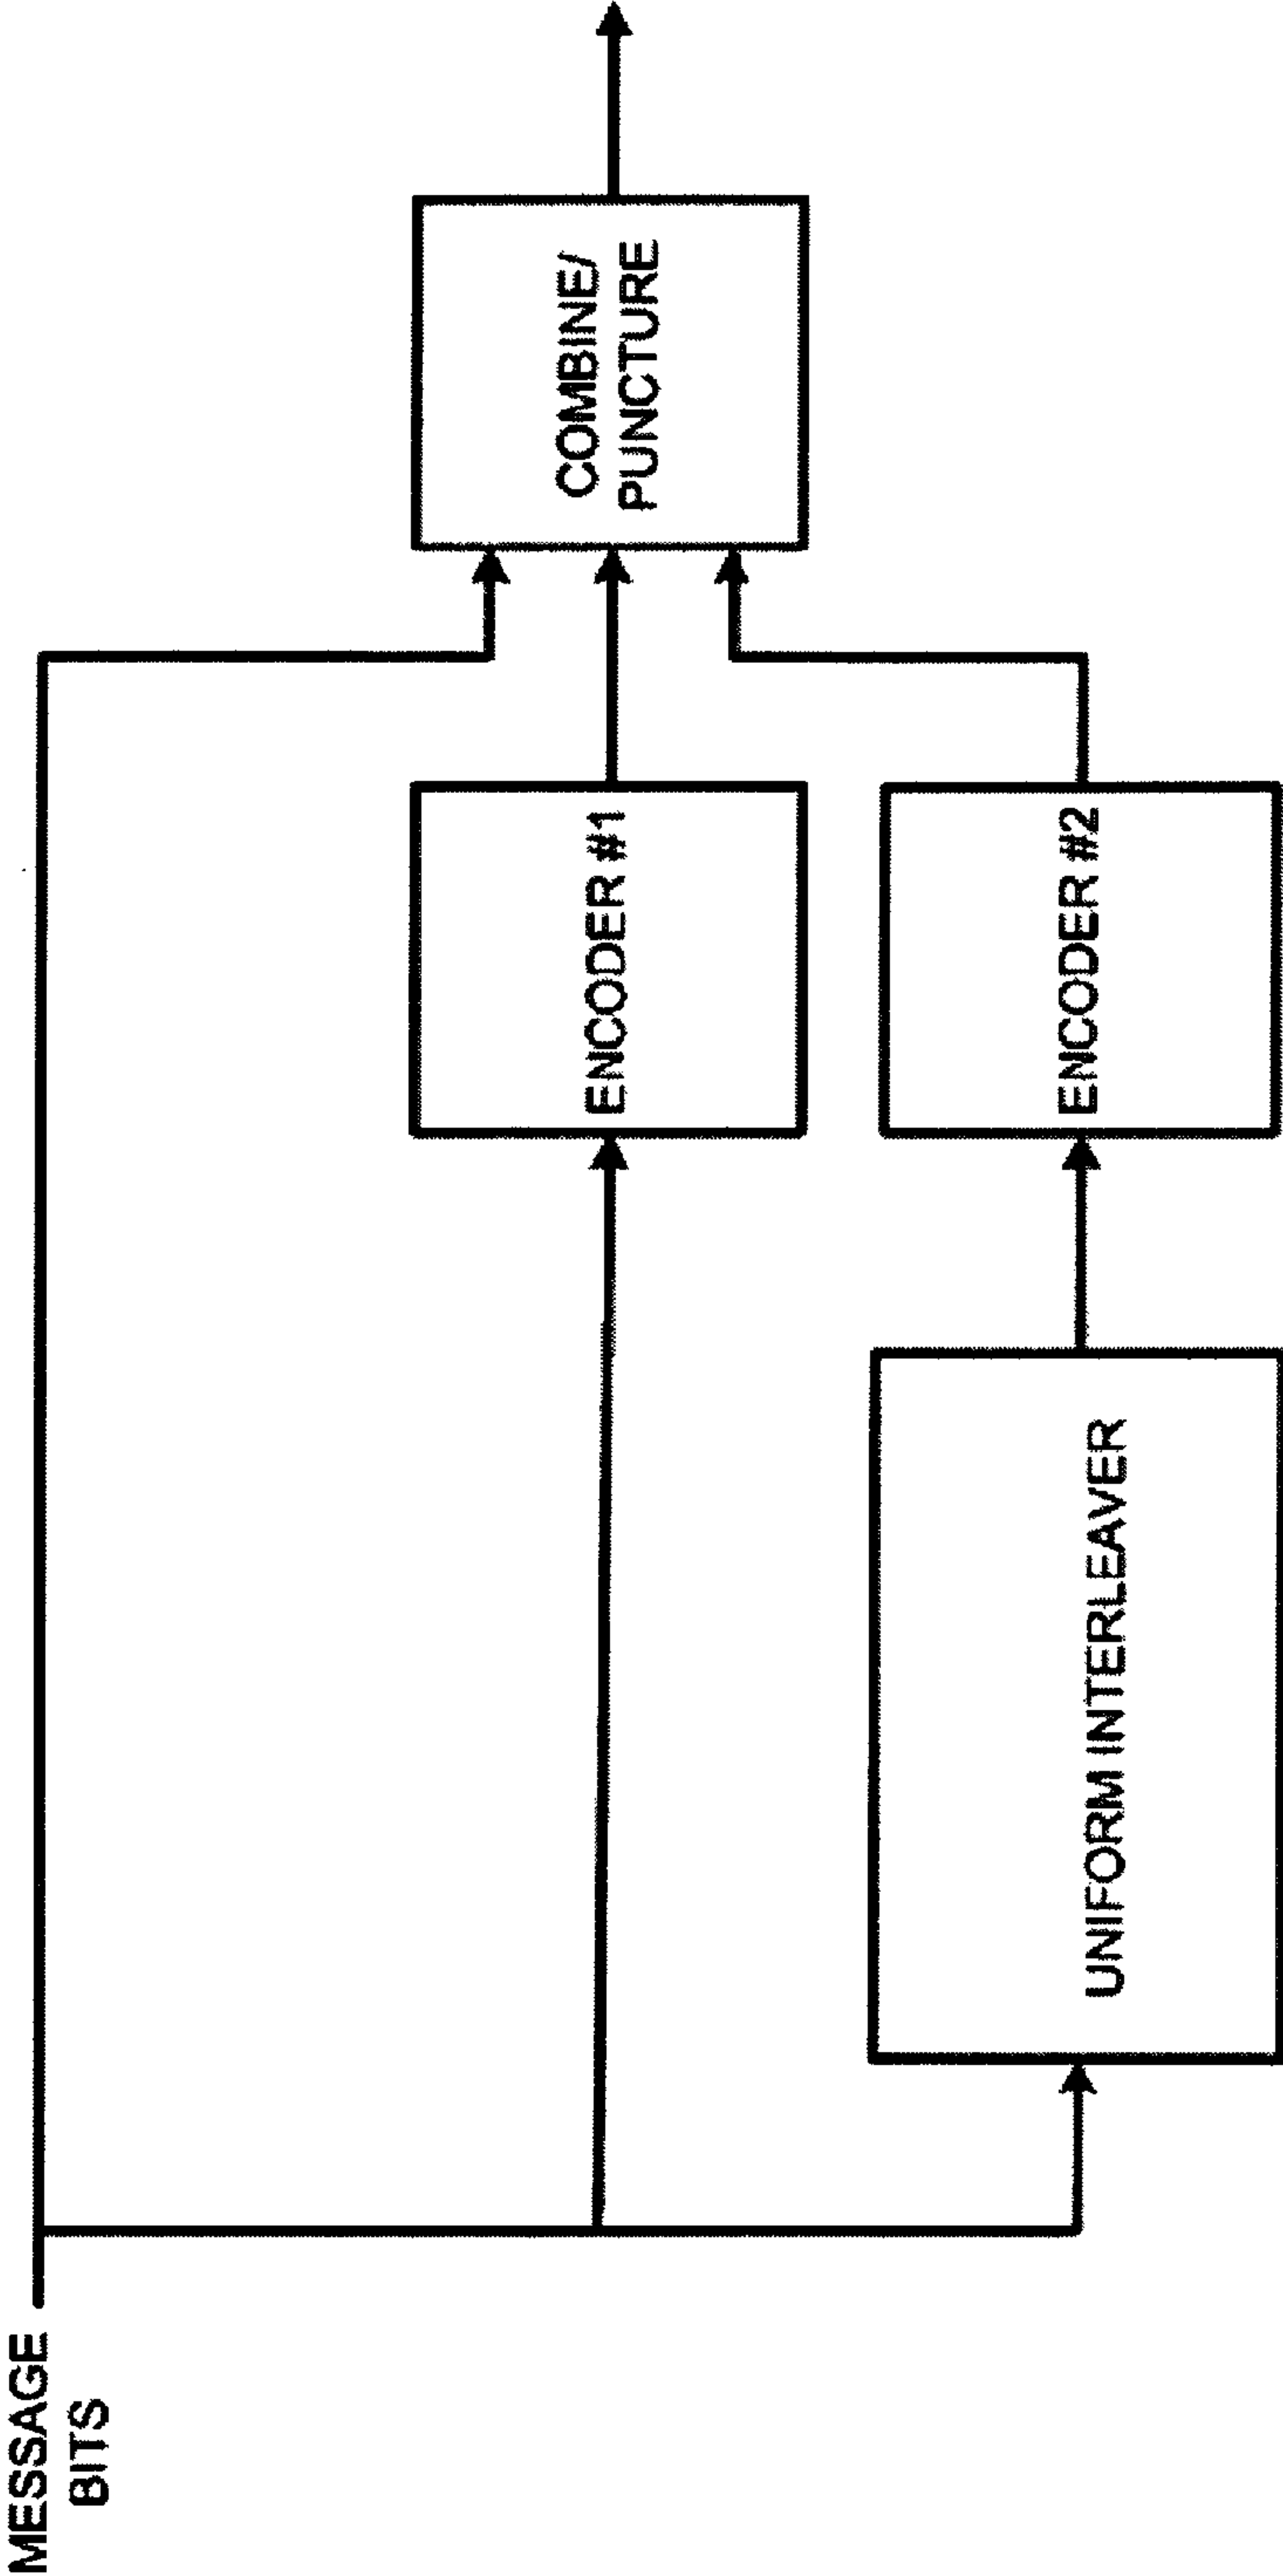 MESSAGE
BITS
UNIFORM INTERLEAVER
ENCODER #1
ENCODER #2
COMBINE/
PUNCTURE